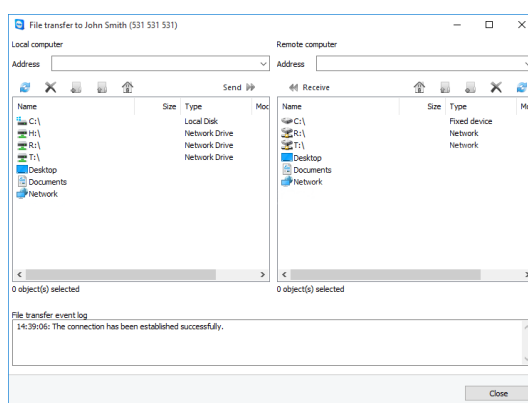 File transfer to John Smith (531 531 531)
Local computer
Remote computer
Address
Address
Send
Receive
Name Size Type Mod
C:\ Local Disk
H:\ Network Drive
R:\ Network Drive
T:\ Network Drive
Desktop
Documents
Network
Name Size Type Mo
C:\ Fixed device
R:\ Network
T:\ Network
Desktop
Documents
Network
0 object(s) selected
0 object(s) selected
File transfer event log
14:39:06: The connection has been established successfully.
Close